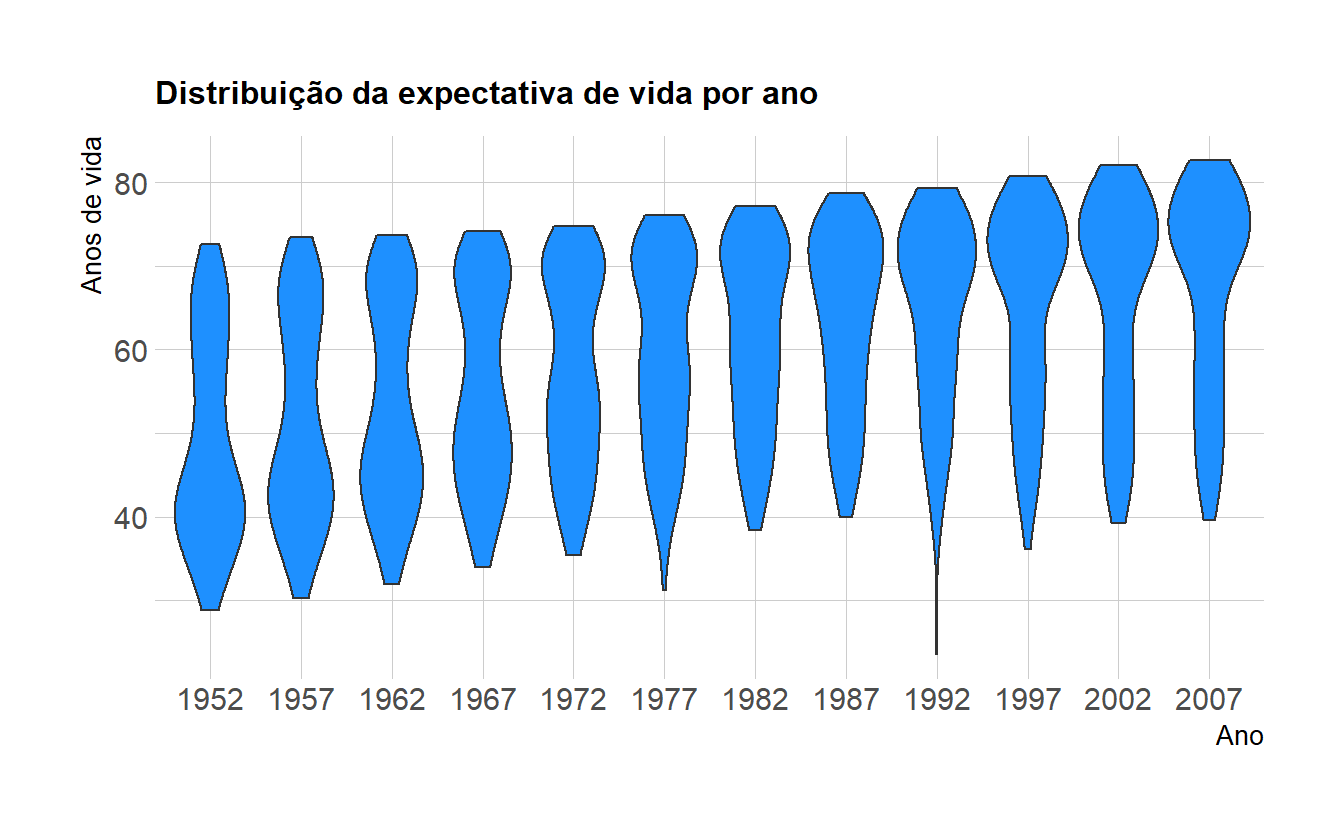 Distribuição da expectativa de vida por ano
Anos de vida
80
60
40
1952 1957 1962 1967 1972 1977 1982 1987 1992 1997 2002 2007
Ano